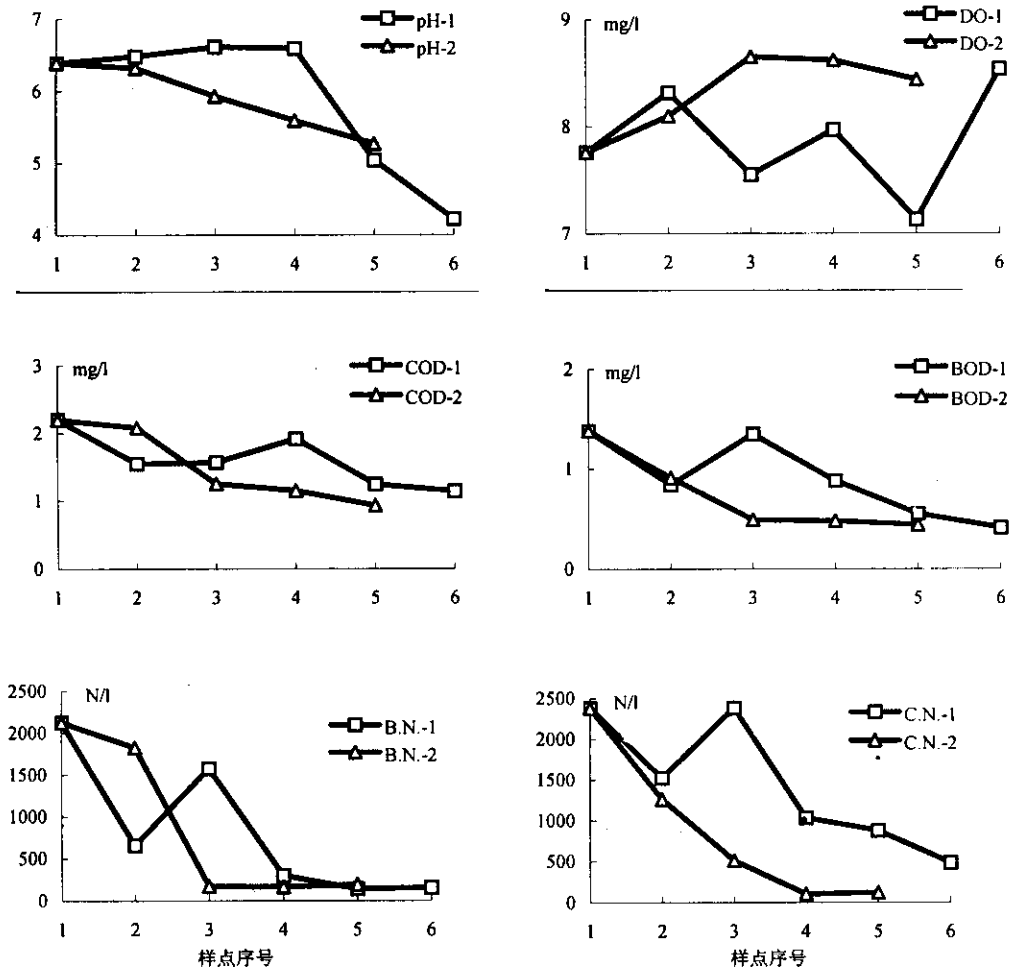 7
6
5
4
1 2 3 4 5 6
pH-1
pH-2
9
8
7
mg/l
1 2 3 4 5 6
DO-1
DO-2
3
2
1
0
mg/l
1 2 3 4 5 6
COD-1
COD-2
2
1
0
mg/l
1 2 3 4 5 6
BOD-1
BOD-2
2500
2000
1500
1000
500
0
N/l
1 2 3 4 5 6
B.N.-1
B.N.-2
样点序号
2500
2000
1500
1000
500
0
N/l
1 2 3 4 5 6
C.N.-1
C.N.-2
样点序号